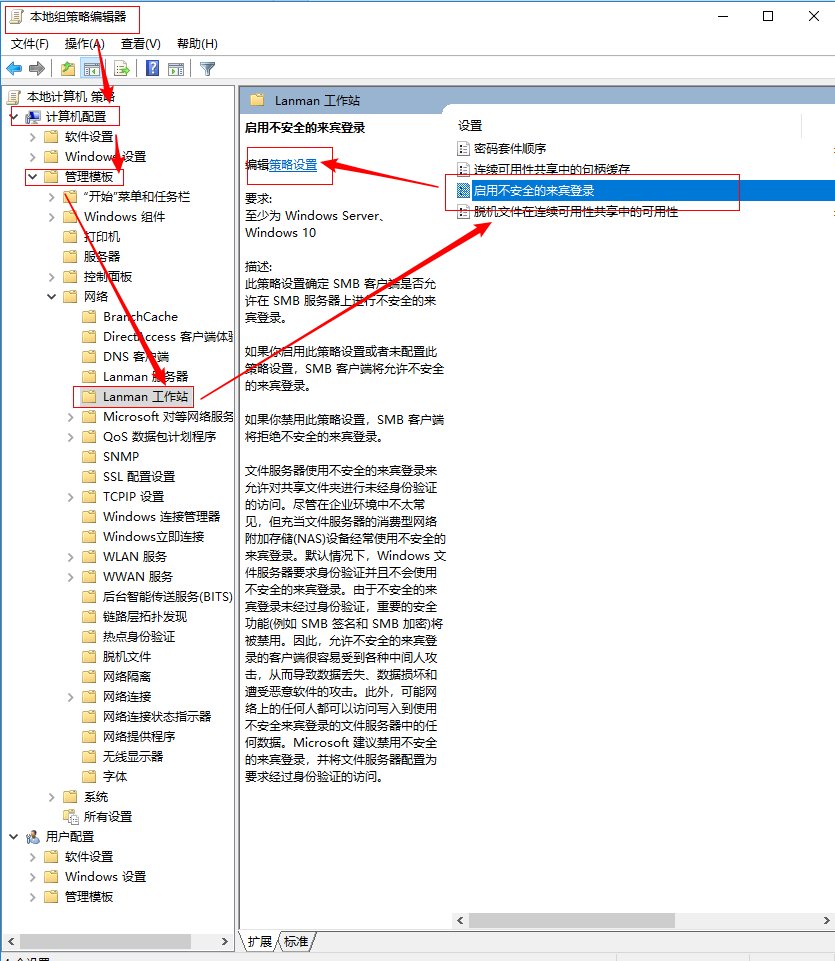 本地组策略编辑器
文件(F) 操作(A) 查看(V) 帮助(H)
本地计算机 策略
计算机配置
软件设置
Windows 设置
管理模板
"开始"菜单和任务栏
Windows 组件
打印机
服务器
控制面板
网络
BranchCache
DirectAccess 客户端体验
DNS 客户端
Lanman 服务器
Lanman 工作站
Microsoft 对等网络服务
QoS 数据包计划程序
SNMP
SSL 配置设置
TCPIP 设置
Windows 连接管理器
Windows立即连接
WLAN 服务
WWAN 服务
后台智能传送服务(BITS)
链路层拓扑发现
热点身份验证
脱机文件
网络隔离
网络连接
网络连接状态指示器
网络提供程序
无线显示器
字体
系统
所有设置
用户配置
软件设置
Windows 设置
管理模板
Lanman 工作站
启用不安全的来宾登录
编辑策略设置
要求:
至少为 Windows Server、
Windows 10
描述:
此策略设置确定 SMB 客户端是否允
许在 SMB 服务器上进行不安全的来
宾登录。
如果你启用此策略设置或者未配置此
策略设置，SMB 客户端将允许不安全
的来宾登录。
如果你禁用此策略设置，SMB 客户端
将拒绝不安全的来宾登录。
文件服务器使用不安全的来宾登录来
允许对共享文件夹进行未经身份验证
的访问。尽管在企业环境中不太常
见，但充当文件服务器的消费型网络
附加存储(NAS)设备经常使用不安全的
来宾登录。默认情况下，Windows 文
件服务器要求身份验证并且不会使用
不安全的来宾登录。由于不安全的来
宾登录未经过身份验证，重要的安全
功能(例如 SMB 签名和 SMB 加密)将
被禁用。因此，允许不安全的来宾登
录的客户端很容易受到各种中间人攻
击，从而导致数据丢失、数据损坏和
遭受恶意软件的攻击。此外，可能网
络上的任何人都可以访问写入到使用
不安全来宾登录的文件服务器中的任
何数据。Microsoft 建议禁用不安全
的来宾登录，并将文件服务器配置为
要求经过身份验证的访问。
设置
密码套件顺序
连续可用性共享中的句柄缓存
启用不安全的来宾登录
脱机文件在连续可用性共享中的可用性
扩展 标准